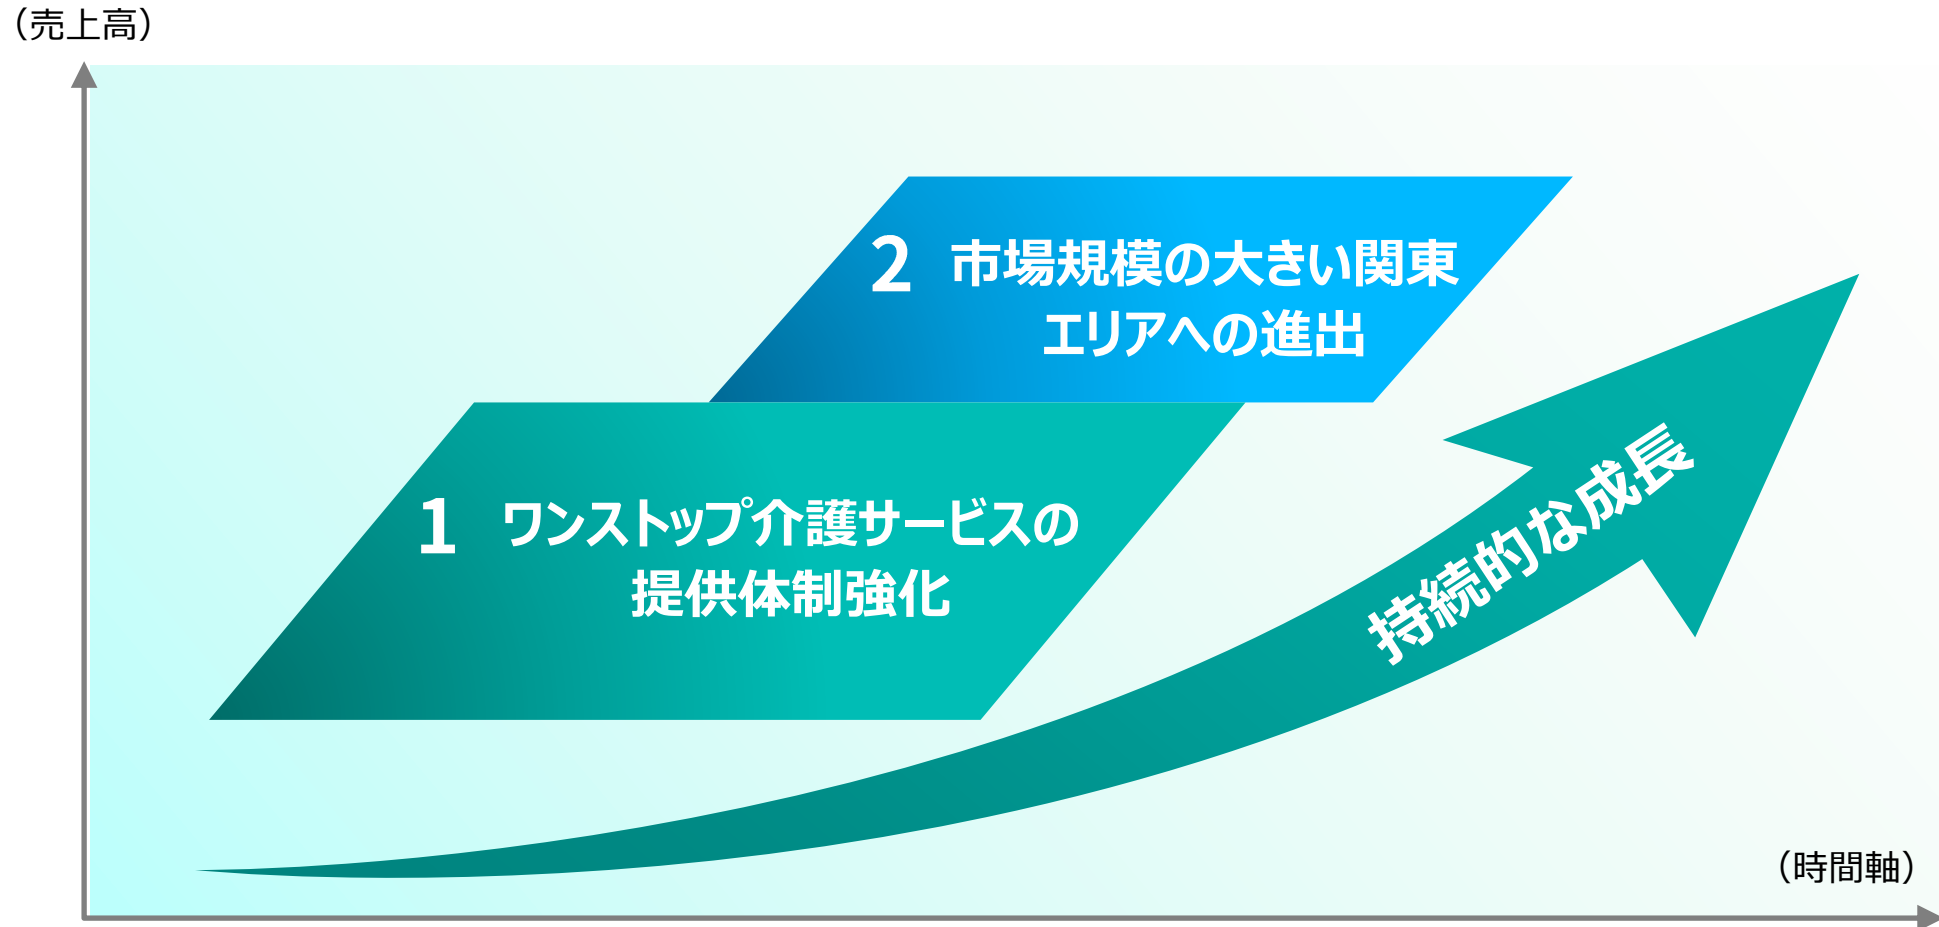 （売上高）
2 市場規模の大きい関東
エリアへの進出
1 ワンストップ介護サービスの
提供体制強化
持続的な成長
（時間軸）